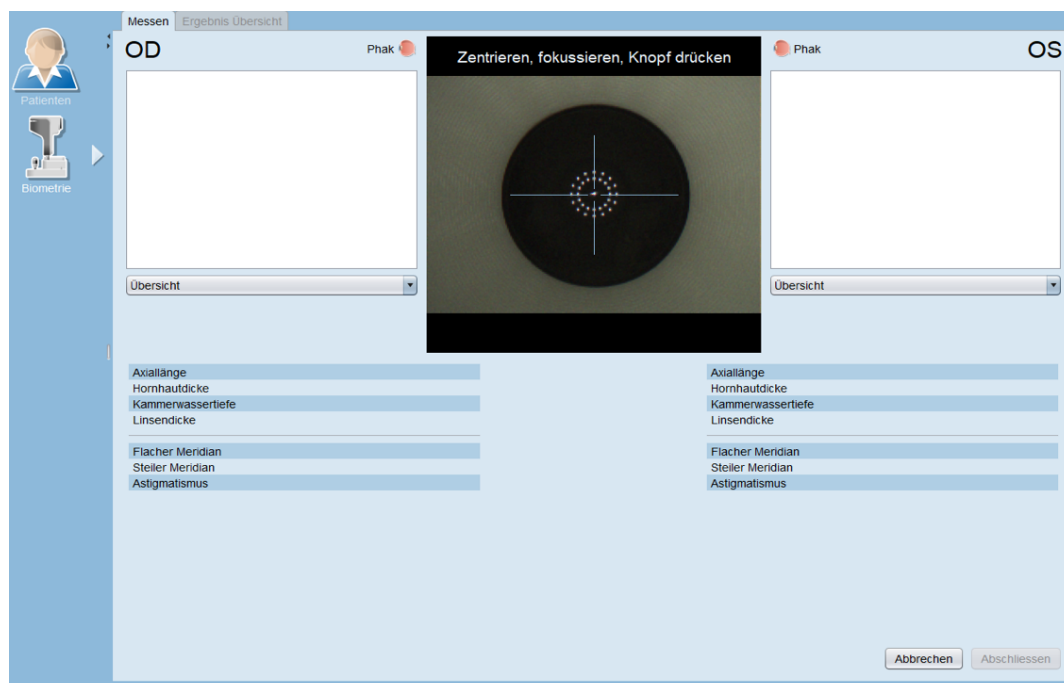 Messen Ergebnis Übersicht
Patienten
Biometrie
OD Phak
Zentrieren, fokussieren, Knopf drücken
Phak OS
Übersicht
Übersicht
Axiallänge
Hornhautdicke
Kammerwassertiefe
Linsendicke
Flacher Meridian
Steiler Meridian
Astigmatismus
Axiallänge
Hornhautdicke
Kammerwassertiefe
Linsendicke
Flacher Meridian
Steiler Meridian
Astigmatismus
Abbrechen Abschliessen